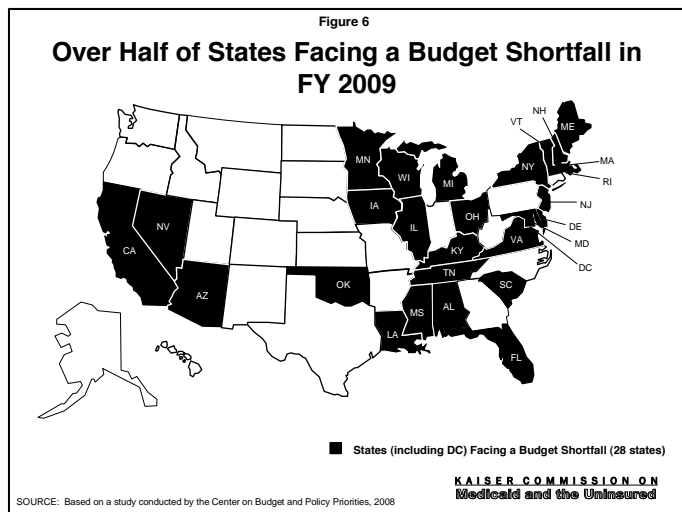 Figure 6
Over Half of States Facing a Budget Shortfall in
FY 2009
NH
VT
ME
MN
NY
MA
WI
MI
RI
IA
NJ
NV
IL
OH
DE
CA
KY
VA
MD
DC
TN
OK
AZ
SC
MS
AL
LA
FL
States (including DC) Facing a Budget Shortfall (28 states)
KAISER COMMISSION ON
Medicaid and the Uninsured
SOURCE: Based on a study conducted by the Center on Budget and Policy Priorities, 2008